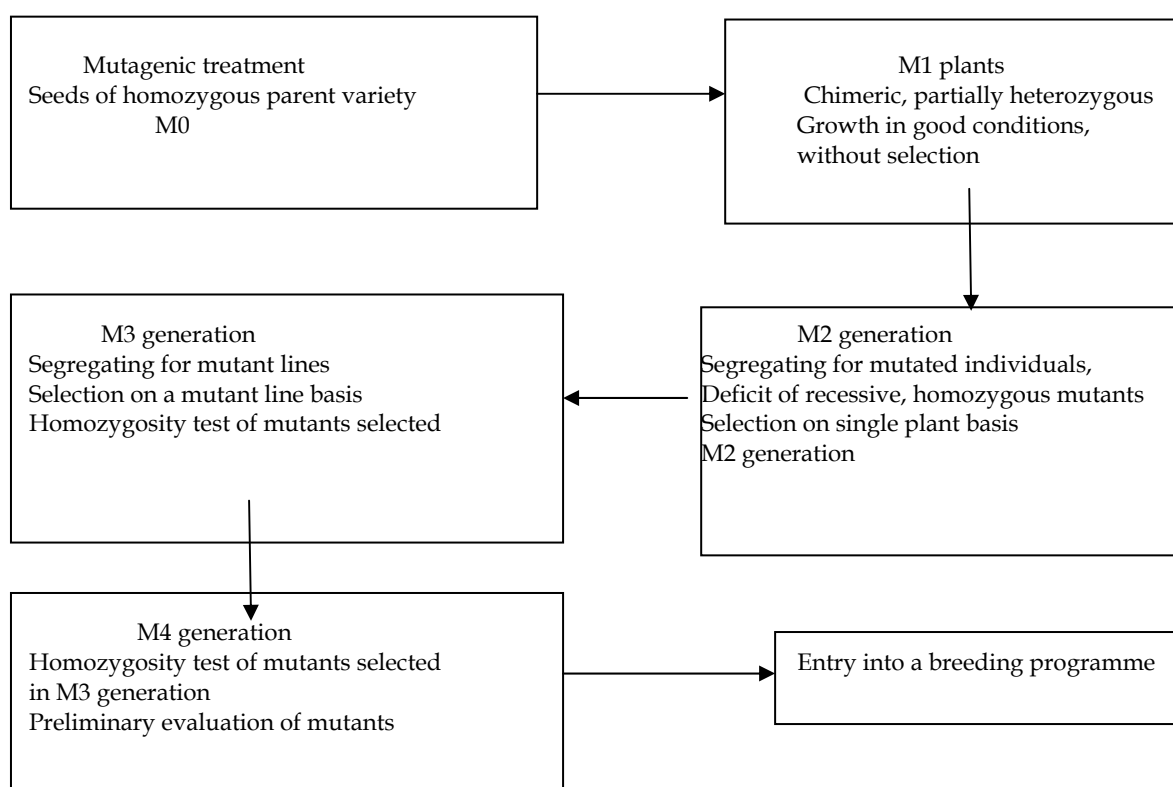 Mutagenic treatment
Seeds of homozygous parent variety
M0
M1 plants
Chimeric, partially heterozygous
Growth in good conditions,
without selection
M2 generation
Segregating for mutated individuals,
Deficit of recessive, homozygous mutants
Selection on single plant basis
M2 generation
M3 generation
Segregating for mutant lines
Selection on a mutant line basis
Homozygosity test of mutants selected
M4 generation
Homozygosity test of mutants selected
in M3 generation
Preliminary evaluation of mutants
Entry into a breeding programme